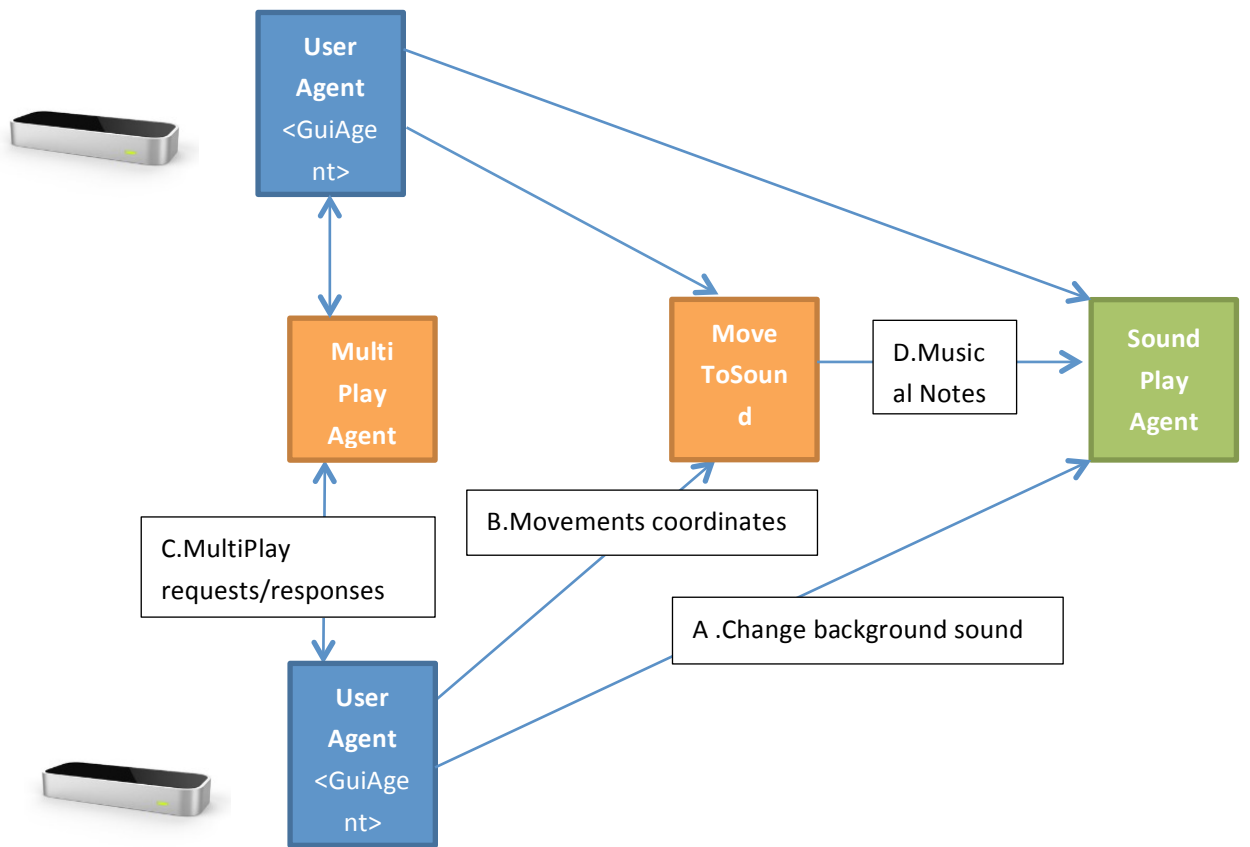 User
Agent
<GuiAge
nt>
Multi
Play
Agent
Move
ToSoun
d
D.Music
al Notes
Sound
Play
Agent
B.Movements coordinates
C.MultiPlay
requests/responses
A .Change background sound
User
Agent
<GuiAge
nt>